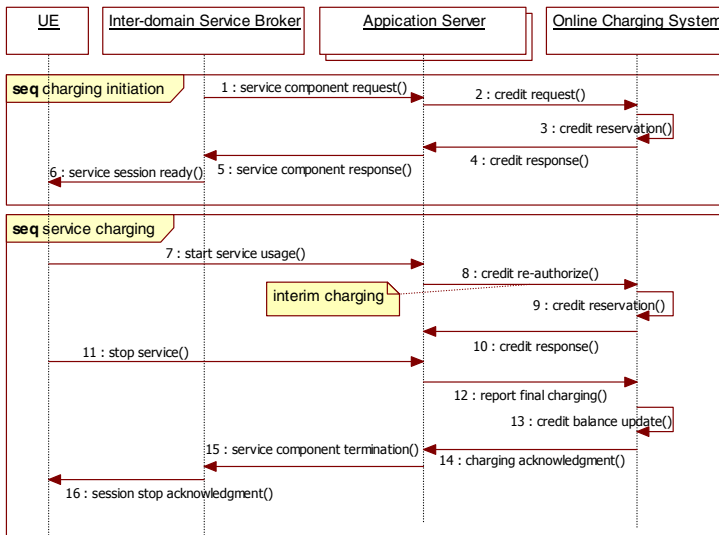 UE
Inter-domain Service Broker
Appication Server
Online Charging System
seq charging initiation
1 : service component request()
2 : credit request()
3 : credit reservation()
4 : credit response()
5 : service component response()
6 : service session ready()
seq service charging
7 : start service usage()
8 : credit re-authorize()
interim charging
9 : credit reservation()
10 : credit response()
11 : stop service()
12 : report final charging()
13 : credit balance update()
14 : charging acknowledgment()
15 : service component termination()
16 : session stop acknowledgment()